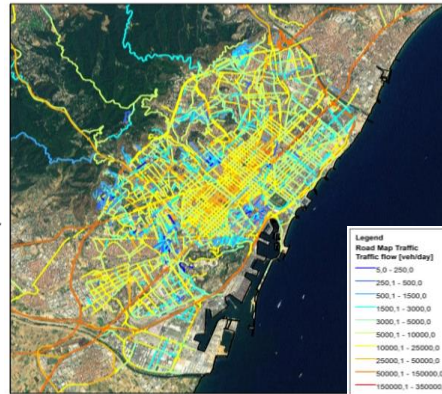 Legend
Road Map Traffic
Traffic flow [veh/day]
5,0 - 250,0
250,1 - 500,0
500,1 - 1500,0
1500,1 - 3000,0
3000,1 - 5000,0
5000,1 - 10000,0
10000,1 - 25000,0
25000,1 - 50000,0
50000,1 - 150000,0
150000,1 - 350000,